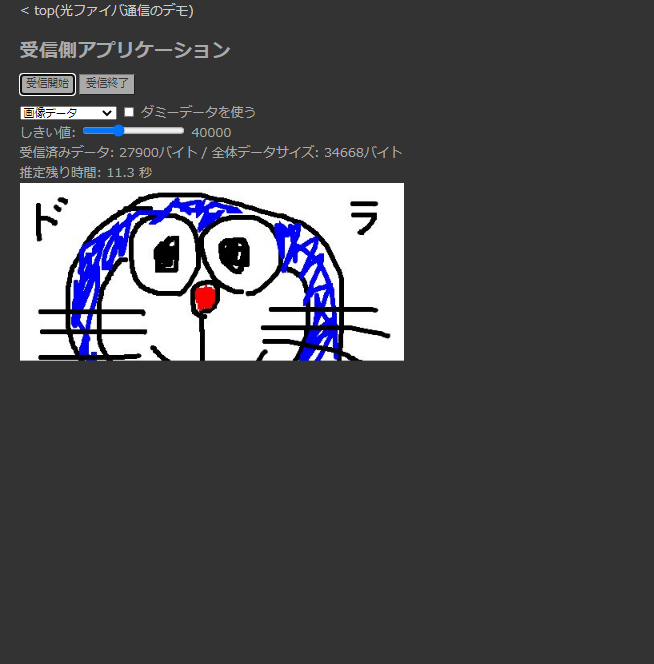 < top(光ファイバ通信のデモ)
受信側アプリケーション
受信開始 受信終了
画像データ ダミーデータを使う
しきい値: 40000
受信済みデータ: 27900バイト / 全体データサイズ: 34668バイト
推定残り時間: 11.3 秒
ド ラ